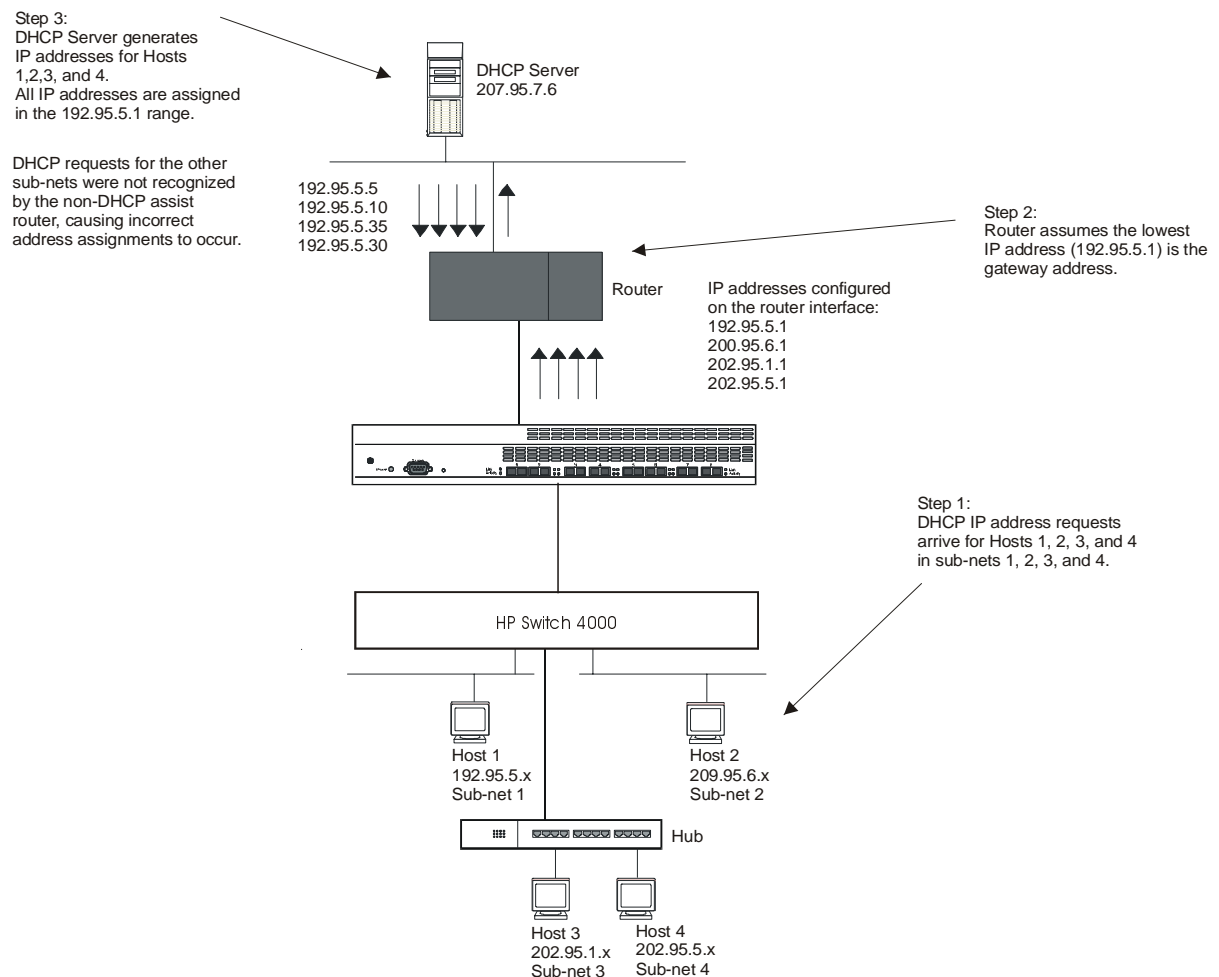 Step 3:
DHCP Server generates
IP addresses for Hosts
1,2,3, and 4.
All IP addresses are assigned
in the 192.95.5.1 range.
DHCP requests for the other
sub-nets were not recognized
by the non-DHCP assist
router, causing incorrect
address assignments to occur.
DHCP Server
207.95.7.6
192.95.5.5
192.95.5.10
192.95.5.35
192.95.5.30
Step 2:
Router assumes the lowest
IP address (192.95.5.1) is the
gateway address.
Router
IP addresses configured
on the router interface:
192.95.5.1
200.95.6.1
202.95.1.1
202.95.5.1
1 2 3 4 5 6 7 8
Step 1:
DHCP IP address requests
arrive for Hosts 1, 2, 3, and 4
in sub-nets 1, 2, 3, and 4.
HP Switch 4000
Host 1
192.95.5.x
Sub-net 1
Host 2
209.95.6.x
Sub-net 2
Hub
Host 3
202.95.1.x
Sub-net 3
Host 4
202.95.5.x
Sub-net 4